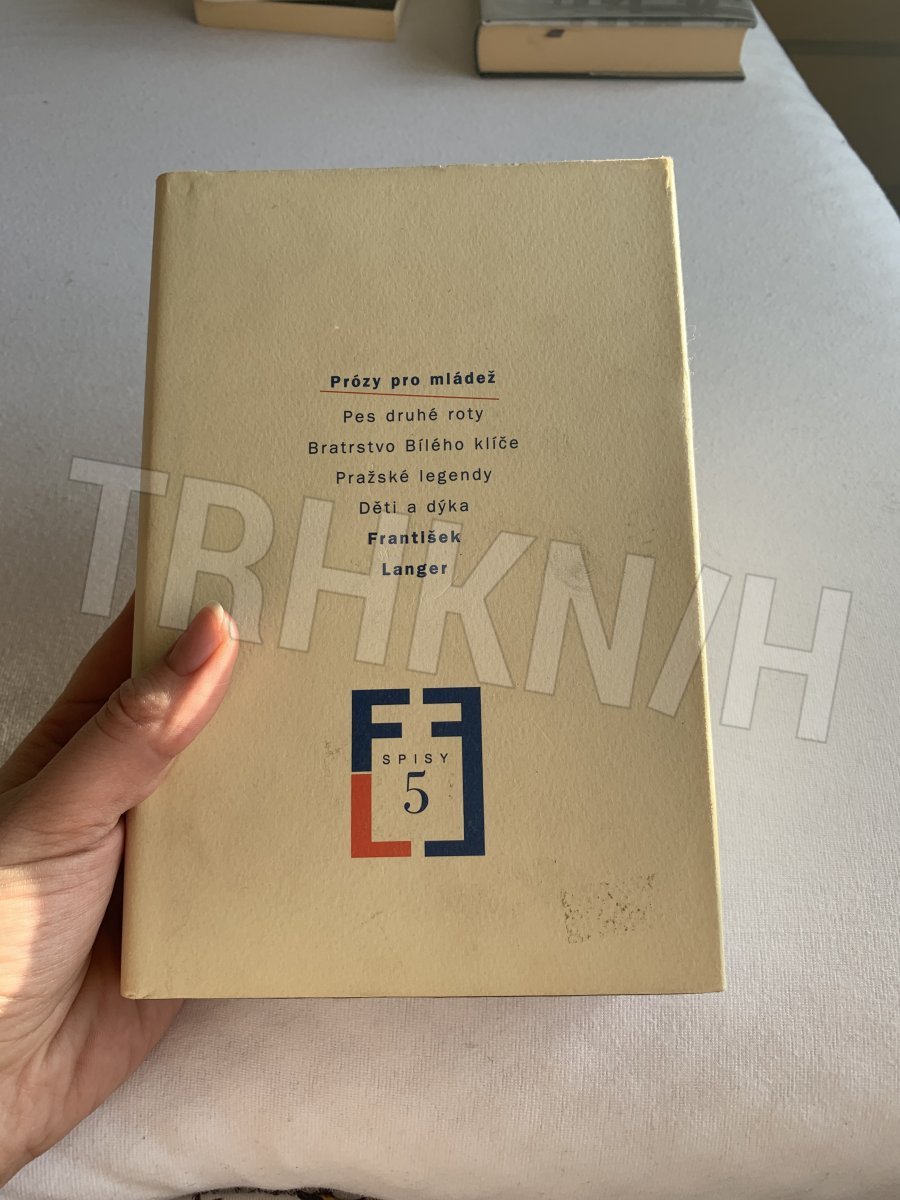 Prózy pro mládež
Pes druhé roty
Bratrstvo Bílého klíče
Pražské legendy
Děti a dýka
František
Langer
TRHKNIH
SPISY
5